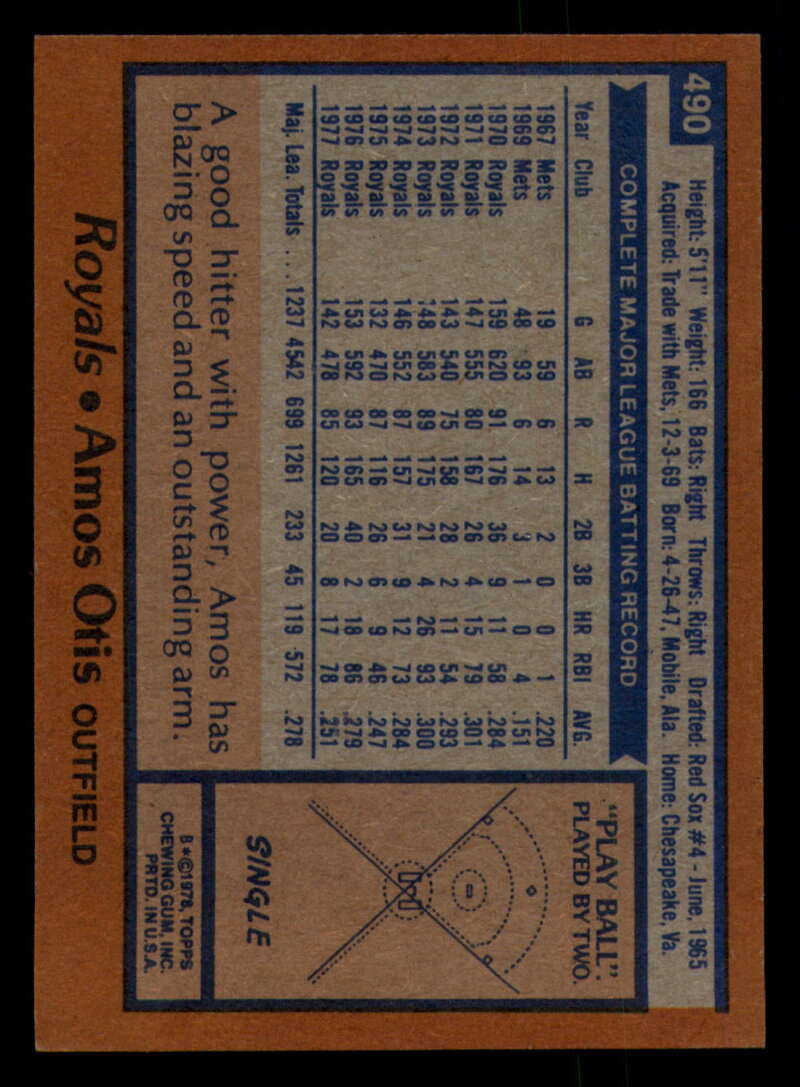 490
Height: 5'11" Weight: 166 Bats: Right Throws: Right Drafted: Red Sox #4 - June, 1965
Acquired: Trade with Mets, 12-3-69 Born: 4-26-47, Mobile, Ala. Home: Chesapeake, Va.
COMPLETE MAJOR LEAGUE BATTING RECORD
Year Club G AB R H 2B 3B HR RBI AVG.
1967 Mets 19 59 6 13 2 0 0 1 .220
1969 Mets 48 93 6 14 3 1 0 4 .151
1970 Royals 159 620 91 176 36 9 11 58 .284
1971 Royals 147 555 80 167 26 4 15 79 .301
1972 Royals 143 540 75 158 28 2 11 54 .293
1973 Royals 148 583 89 175 21 4 26 93 .300
1974 Royals 146 552 87 157 31 9 12 73 .284
1975 Royals 132 470 87 116 26 6 9 46 .247
1976 Royals 153 592 93 165 40 2 18 86 .279
1977 Royals 142 478 85 120 20 8 17 78 .251
Maj. Lea. Totals .... 1237 4542 699 1261 233 45 119 572 .278
A good hitter with power, Amos has
blazing speed and an outstanding arm.
"PLAY BALL":
PLAYED BY TWO.
SINGLE
B*©1978, TOPPS
CHEWING GUM, INC.
PRTD. IN U.S.A.
Royals • Amos Otis OUTFIELD